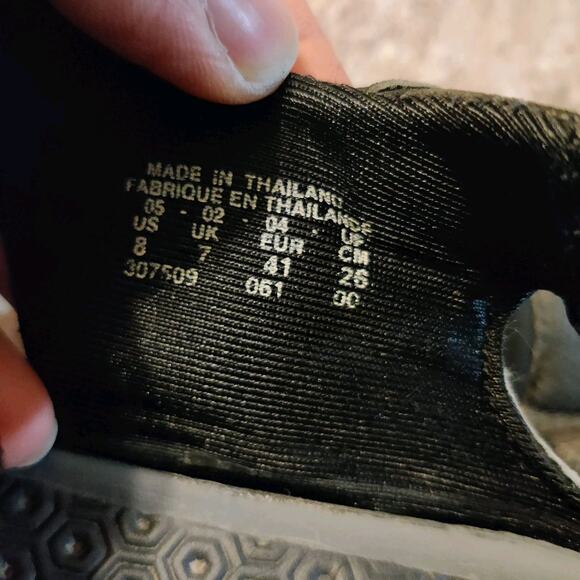 MADE IN THAILAND
FABRIQUE EN THAILANDE
05 - 02 - 04 - UF
US UK EUR CM
8 7 41 26
307509 061 00